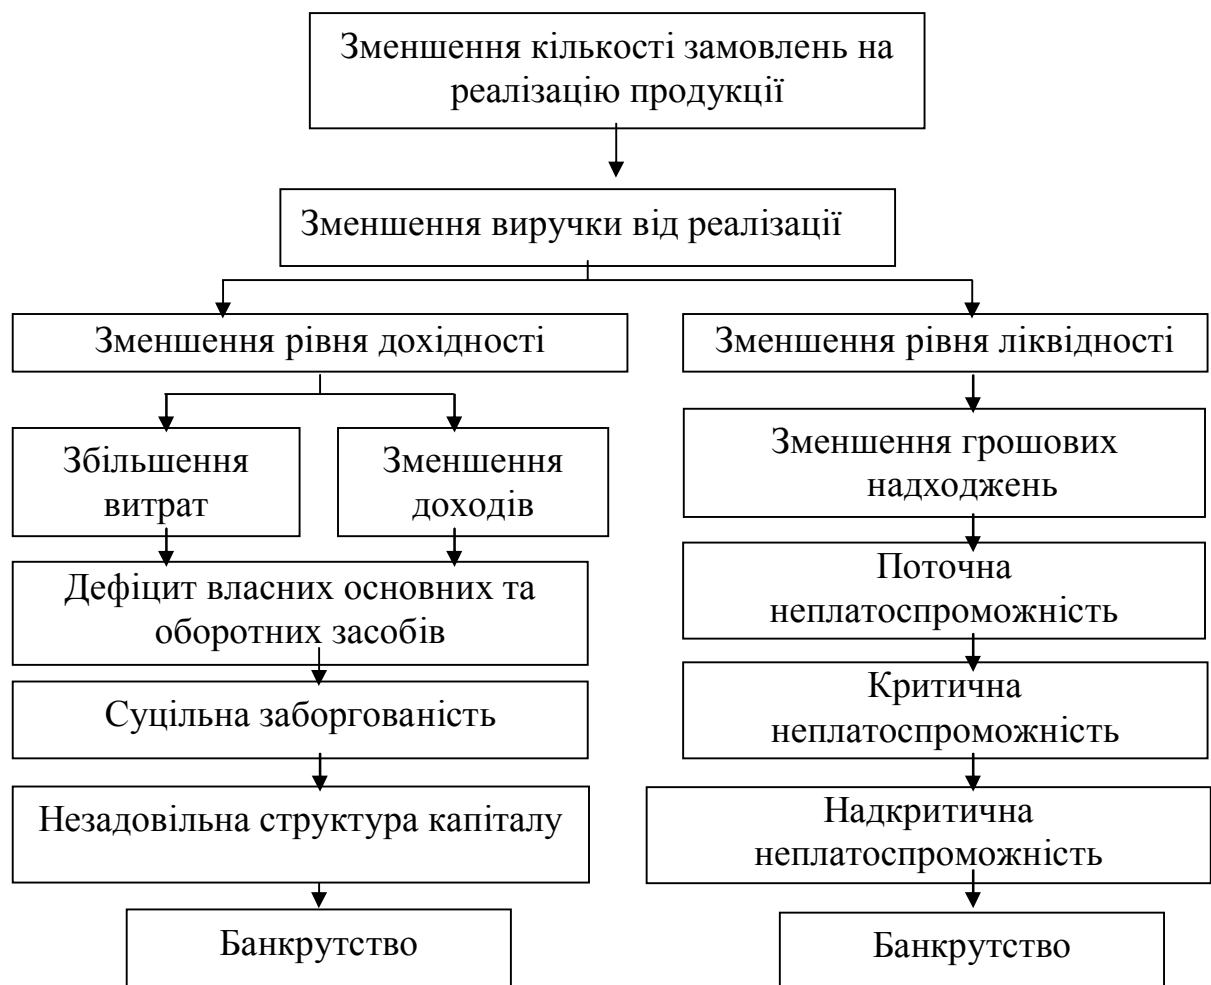 Зменшення кількості замовлень на
реалізацію продукції
Зменшення виручки від реалізації
Зменшення рівня дохідності
Зменшення рівня ліквідності
Збільшення
витрат
Зменшення
доходів
Зменшення грошових
надходжень
Дефіцит власних основних та
оборотних засобів
Поточна
неплатоспроможність
Суцільна заборгованість
Критична
неплатоспроможність
Незадовільна структура капіталу
Надкритична
неплатоспроможність
Банкрутство
Банкрутство